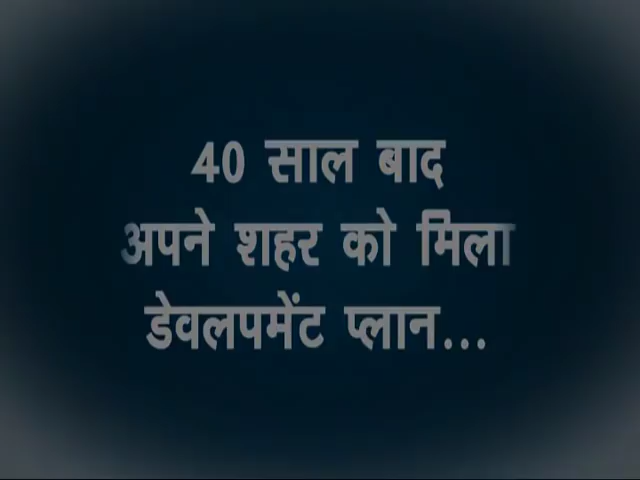 40 साल बाद
अपने शहर को मिला
डेवलपमेंट प्लान...